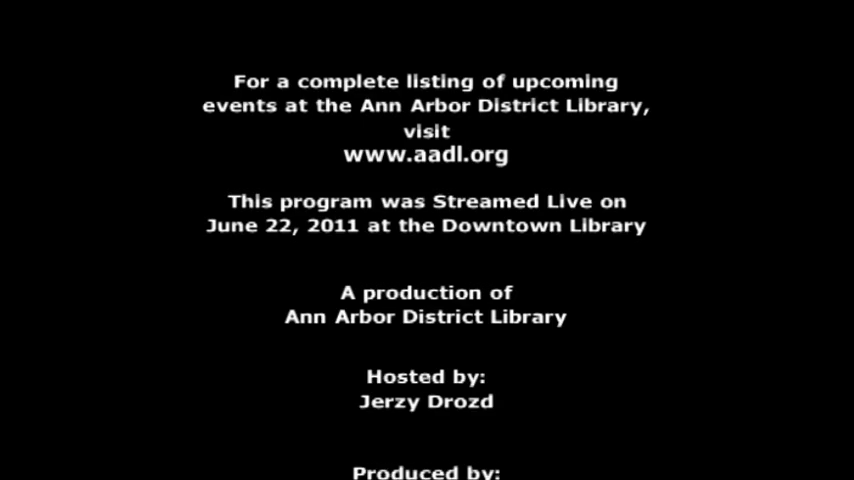 For a complete listing of upcoming
events at the Ann Arbor District Library,
visit
www.aadl.org
This program was Streamed Live on
June 22, 2011 at the Downtown Library
A production of
Ann Arbor District Library
Hosted by:
Jerzy Drozd
Produced by: